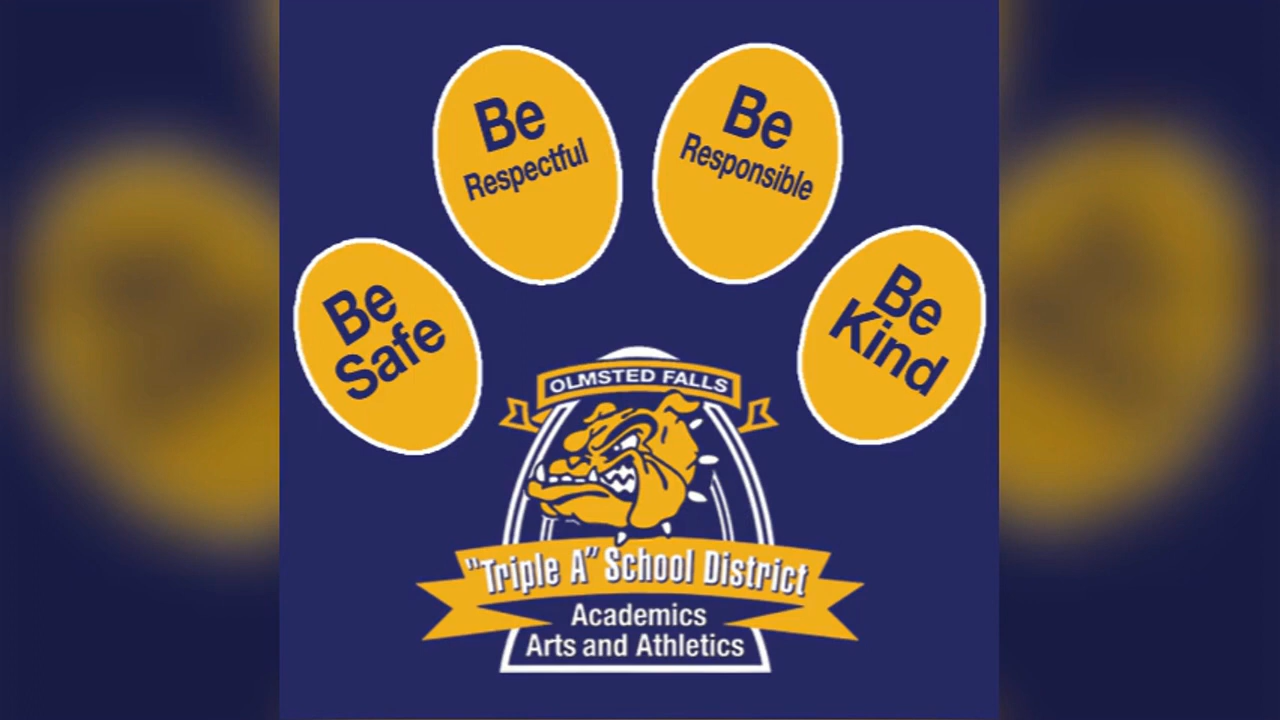 Be
Respectful
Be
Responsible
Be
Safe
Be
Kind
OLMSTED FALLS
"Triple A" School District
Academics
Arts and Athletics